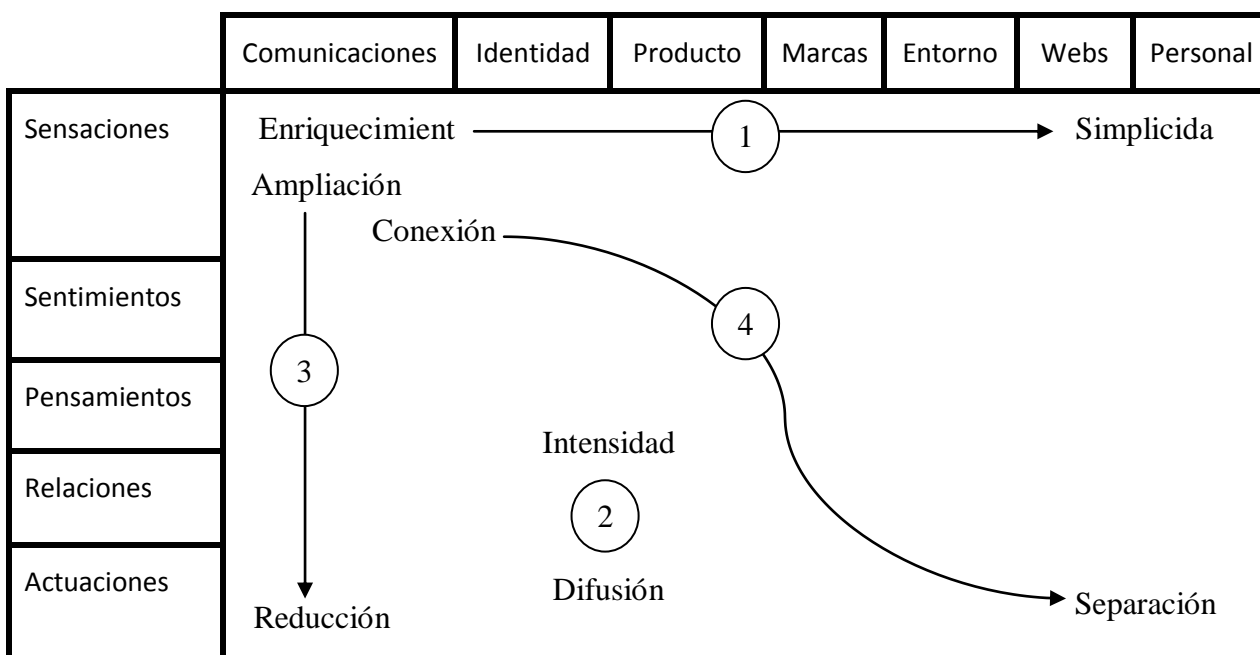 Comunicaciones Identidad Producto Marcas Entorno Webs Personal
Sensaciones
Enriquecimient 1 Simplicida
Ampliación
Conexión
Sentimientos
4
3
Pensamientos
Intensidad
Relaciones
2
Actuaciones
Difusión
Reducción
Separación